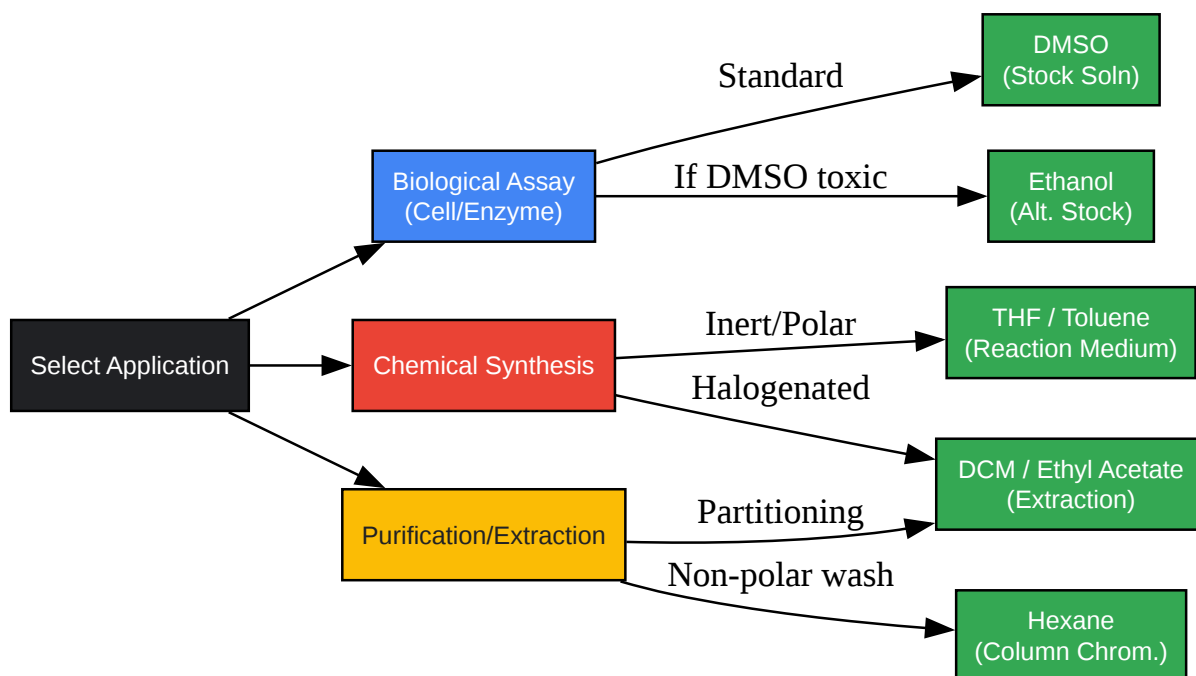 DMSO
(Stock Soln)
Standard
Biological Assay
(Cell/Enzyme)
If DMSO toxic
Ethanol
(Alt. Stock)
Select Application
Chemical Synthesis
Inert/Polar
THF / Toluene
(Reaction Medium)
Halogenated
DCM / Ethyl Acetate
(Extraction)
Purification/Extraction
Partitioning
Non-polar wash
Hexane
(Column Chrom.)